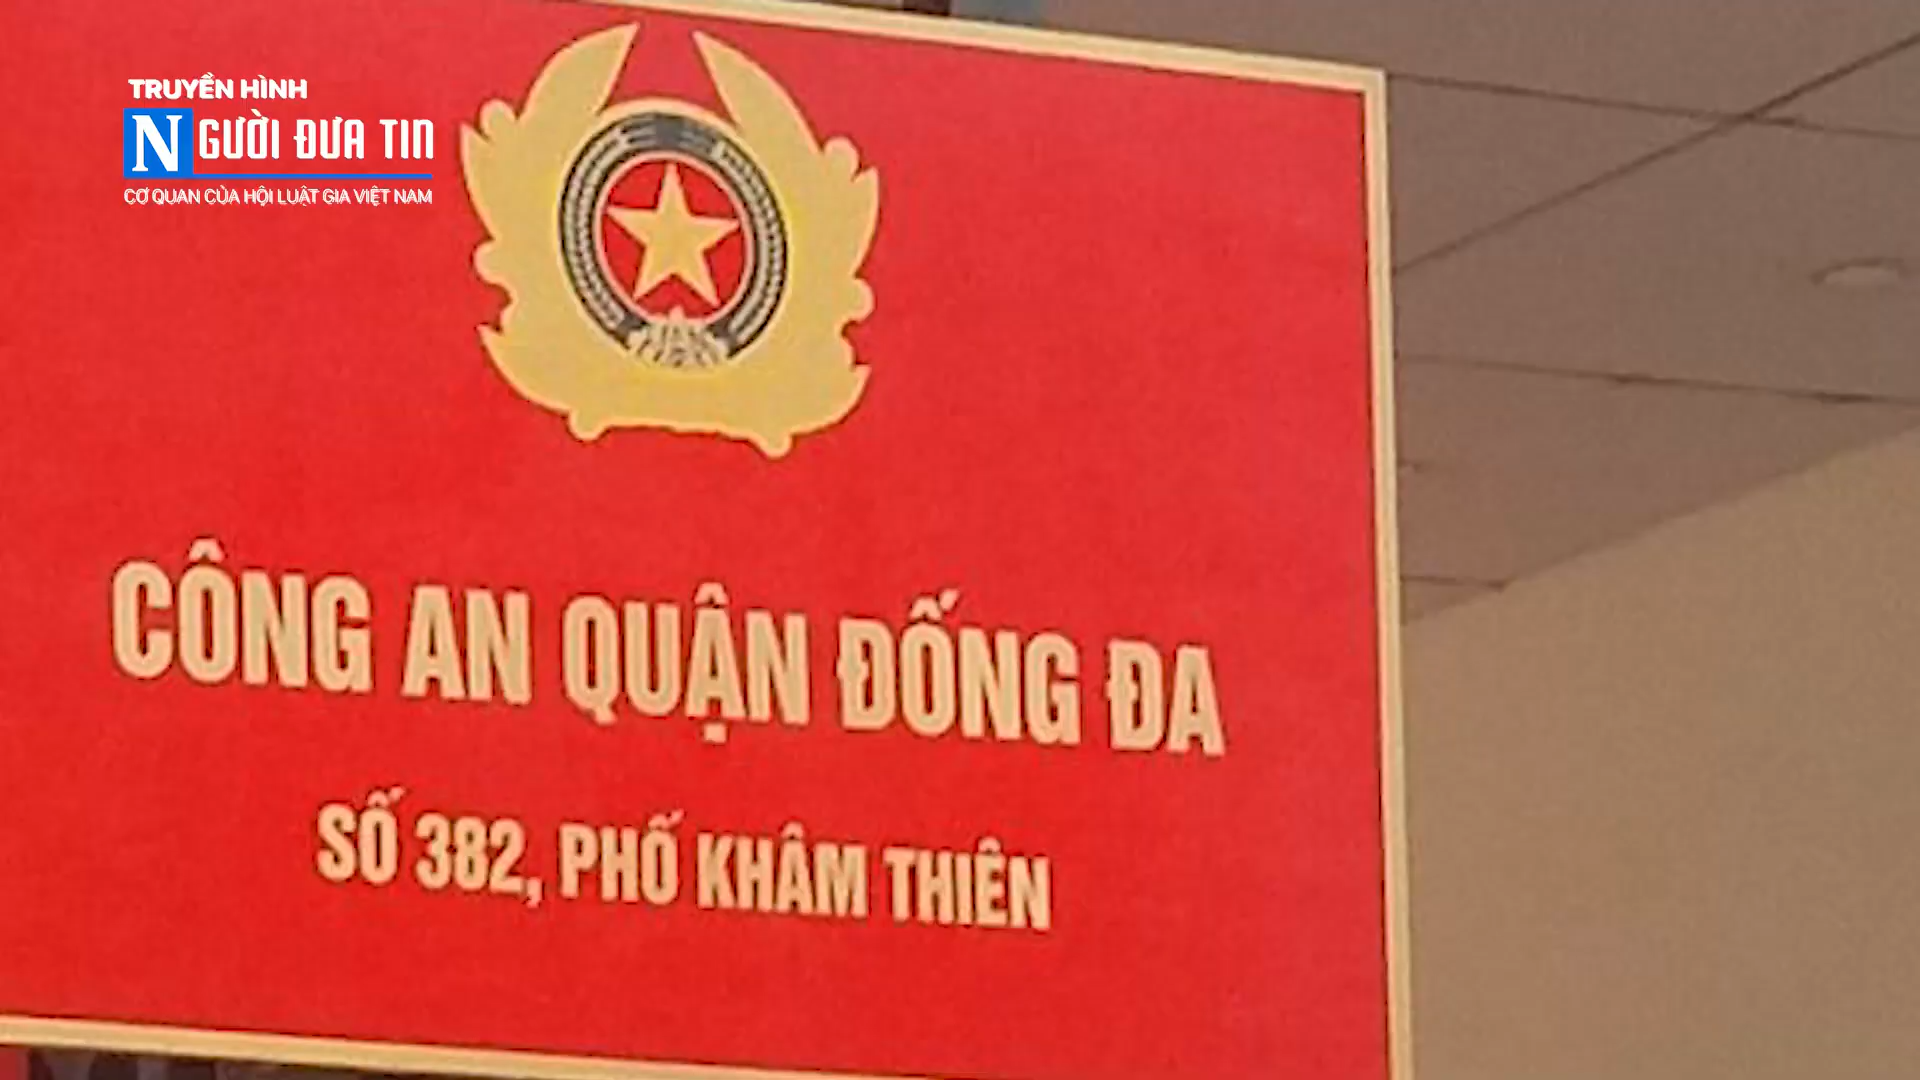 TRUYỀN HÌNH
NGƯỜI ĐƯA TIN
CƠ QUAN CỦA HỘI LUẬT GIA VIỆT NAM
CÔNG AN QUẬN ĐỐNG ĐA
SỐ 382, PHỐ KHÂM THIÊN